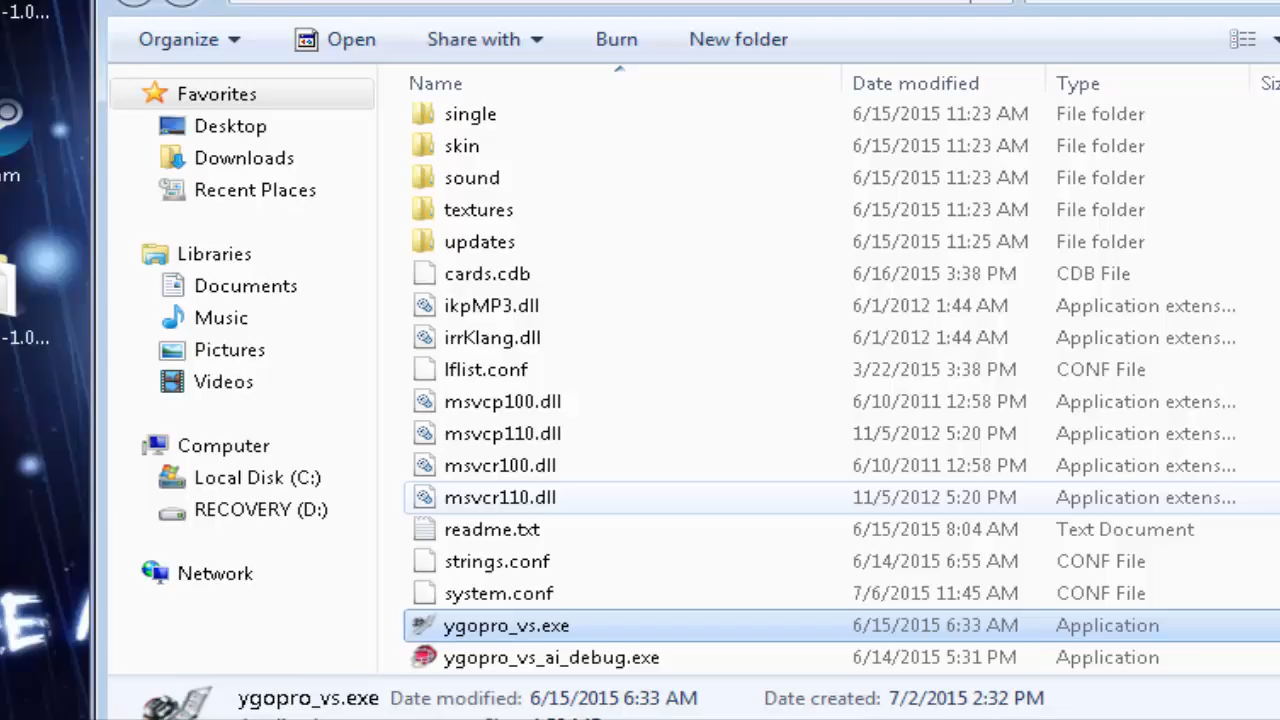 -1.0...
Organize Open Share with Burn New folder
Name Date modified Type
Favorites
Desktop
Downloads
Recent Places
Libraries
Documents
Music
Pictures
Videos
Computer
Local Disk (C:)
RECOVERY (D:)
Network
single 6/15/2015 11:23 AM File folder
skin 6/15/2015 11:23 AM File folder
sound 6/15/2015 11:23 AM File folder
textures 6/15/2015 11:23 AM File folder
updates 6/15/2015 11:25 AM File folder
cards.cdb 6/16/2015 3:38 PM CDB File
ikpMP3.dll 6/1/2012 1:44 AM Application extens...
irrKlang.dll 6/1/2012 1:44 AM Application extens...
lflist.conf 3/22/2015 3:38 PM CONF File
msvcp100.dll 6/10/2011 12:58 PM Application extens...
msvcp110.dll 11/5/2012 5:20 PM Application extens...
msvcr100.dll 6/10/2011 12:58 PM Application extens...
msvcr110.dll 11/5/2012 5:20 PM Application extens...
readme.txt 6/15/2015 8:04 AM Text Document
strings.conf 6/14/2015 6:55 AM CONF File
system.conf 7/6/2015 11:45 AM CONF File
ygopro_vs.exe 6/15/2015 6:33 AM Application
ygopro_vs_ai_debug.exe 6/14/2015 5:31 PM Application
-1.0...
ygopro_vs.exe Date modified: 6/15/2015 6:33 AM Date created: 7/2/2015 2:32 PM